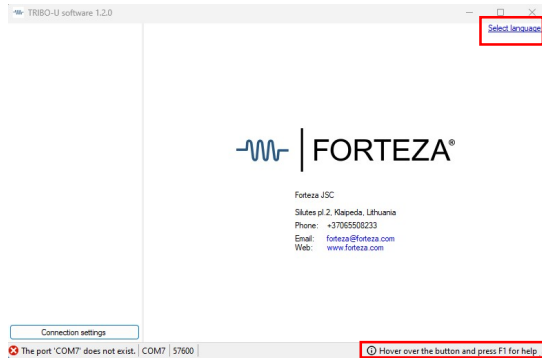 TRIBO-U software 1.2.0
Select language
FORTEZA®
Forteza JSC
Silutes pl.2, Klaipeda, Lithuania
Phone: +37065508233
Email: forteza@forteza.com
Web: www.forteza.com
Connection settings
The port 'COM7' does not exist. COM7 57600 Hover over the button and press F1 for help